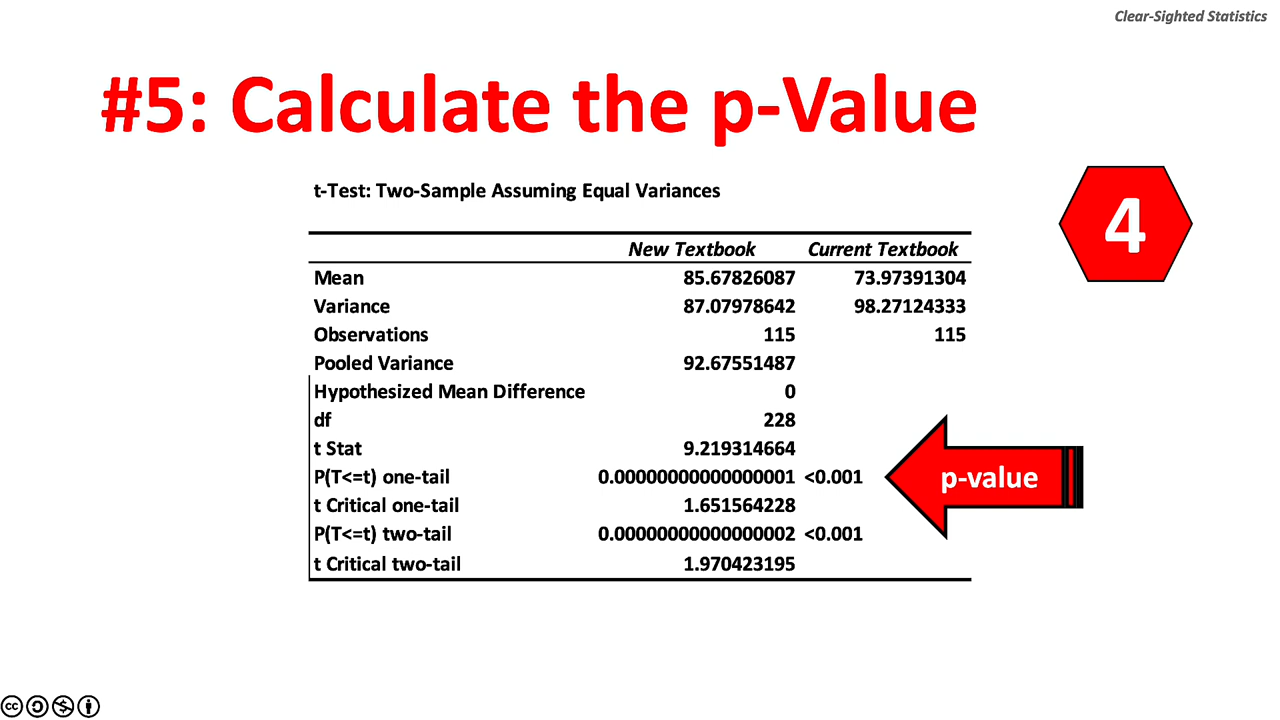 Clear-Sighted Statistics
#5: Calculate the p-Value
t-Test: Two-Sample Assuming Equal Variances
4
New Textbook Current Textbook
Mean 85.67826087 73.97391304
Variance 87.07978642 98.27124333
Observations 115 115
Pooled Variance 92.67551487
Hypothesized Mean Difference 0
df 228
t Stat 9.219314664
P(T<=t) one-tail 0.00000000000000001 <0.001
p-value
t Critical one-tail 1.651564228
P(T<=t) two-tail 0.00000000000000002 <0.001
t Critical two-tail 1.970423195
cc